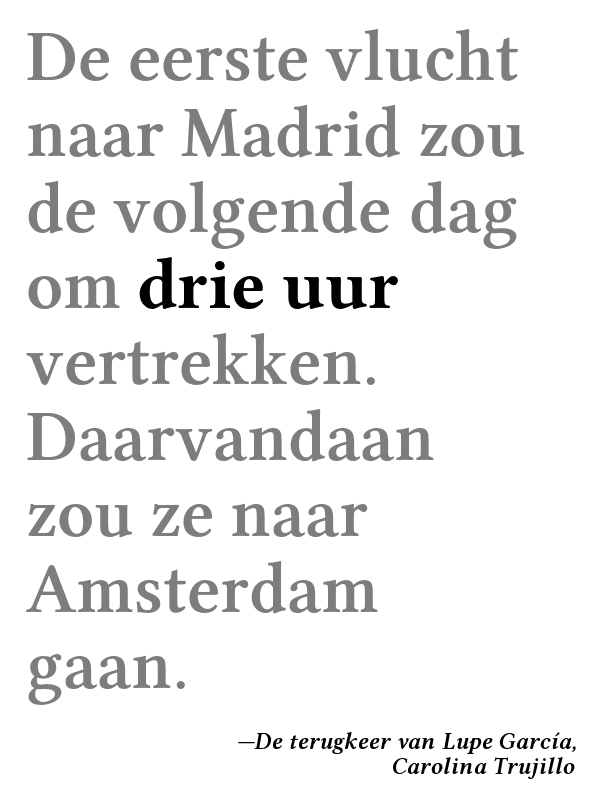 De eerste vlucht
naar Madrid zou
de volgende dag
om drie uur
vertrekken.
Daarvandaan
zou ze naar
Amsterdam
gaan.
—De terugkeer van Lupe García,
Carolina Trujillo